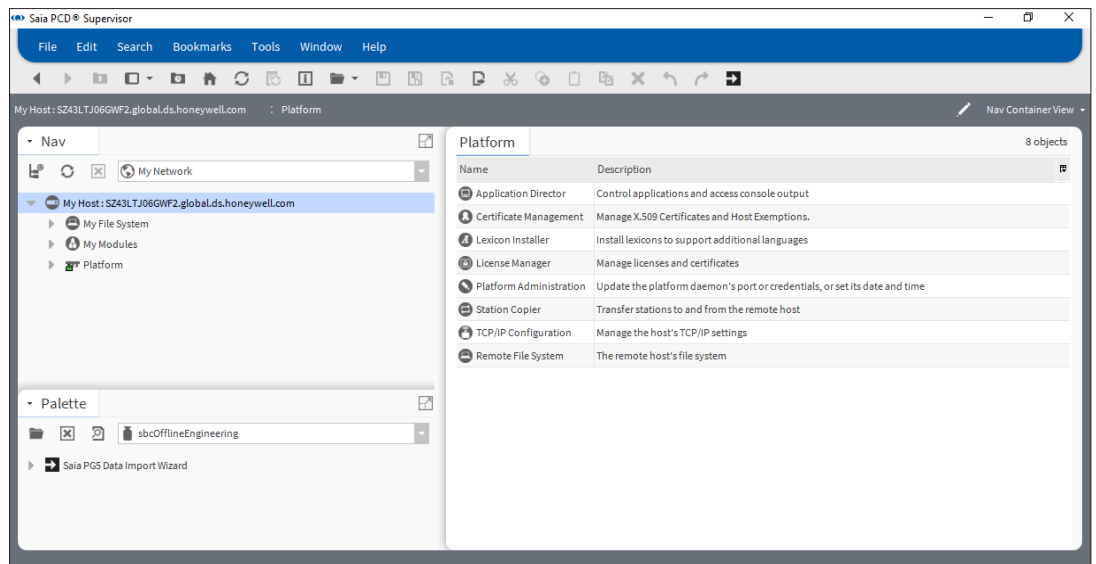 Saia PCD® Supervisor
File Edit Search Bookmarks Tools Window Help
My Host : SZ43LTJ06GWF2.global.ds.honeywell.com : Platform Nav Container View
Nav
My Network
My Host : SZ43LTJ06GWF2.global.ds.honeywell.com
My File System
My Modules
Platform
Palette
sbcOfflineEngineering
Saia PG5 Data Import Wizard
Platform 8 objects
Name Description
Application Director Control applications and access console output
Certificate Management Manage X.509 Certificates and Host Exemptions.
Lexicon Installer Install lexicons to support additional languages
License Manager Manage licenses and certificates
Platform Administration Update the platform daemon's port or credentials, or set its date and time
Station Copier Transfer stations to and from the remote host
TCP/IP Configuration Manage the host's TCP/IP settings
Remote File System The remote host's file system